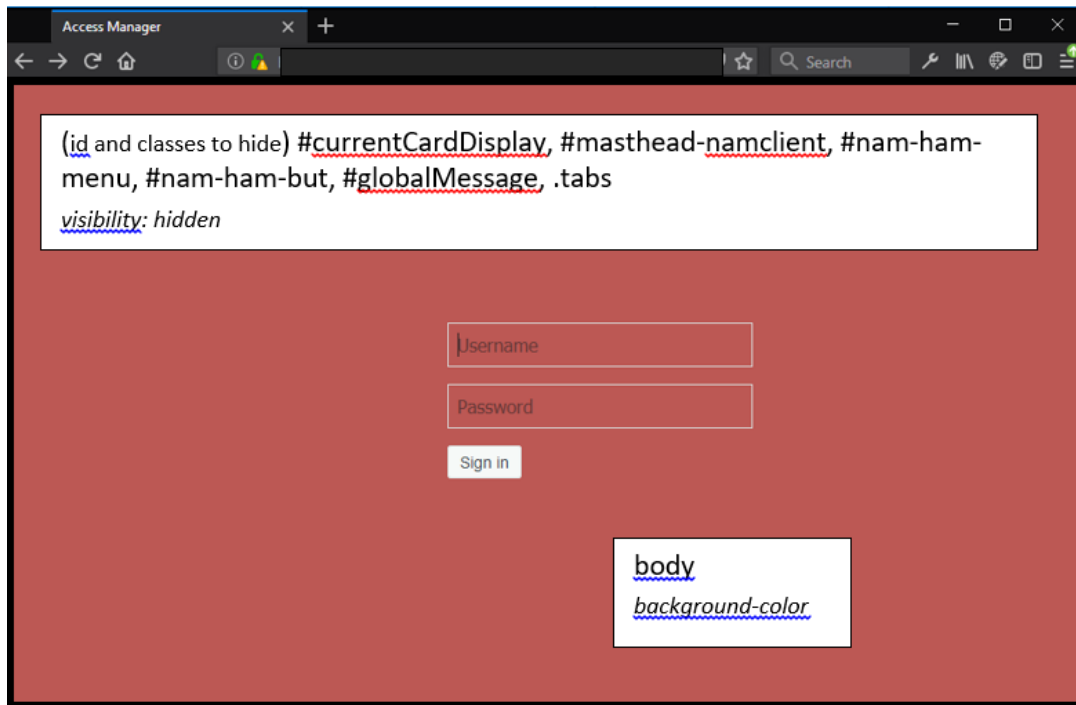 Access Manager
Search
(id and classes to hide) #currentCardDisplay, #masthead-namclient, #nam-ham-
menu, #nam-ham-but, #globalMessage, .tabs
visibility: hidden
Username
Password
Sign in
body
background-color